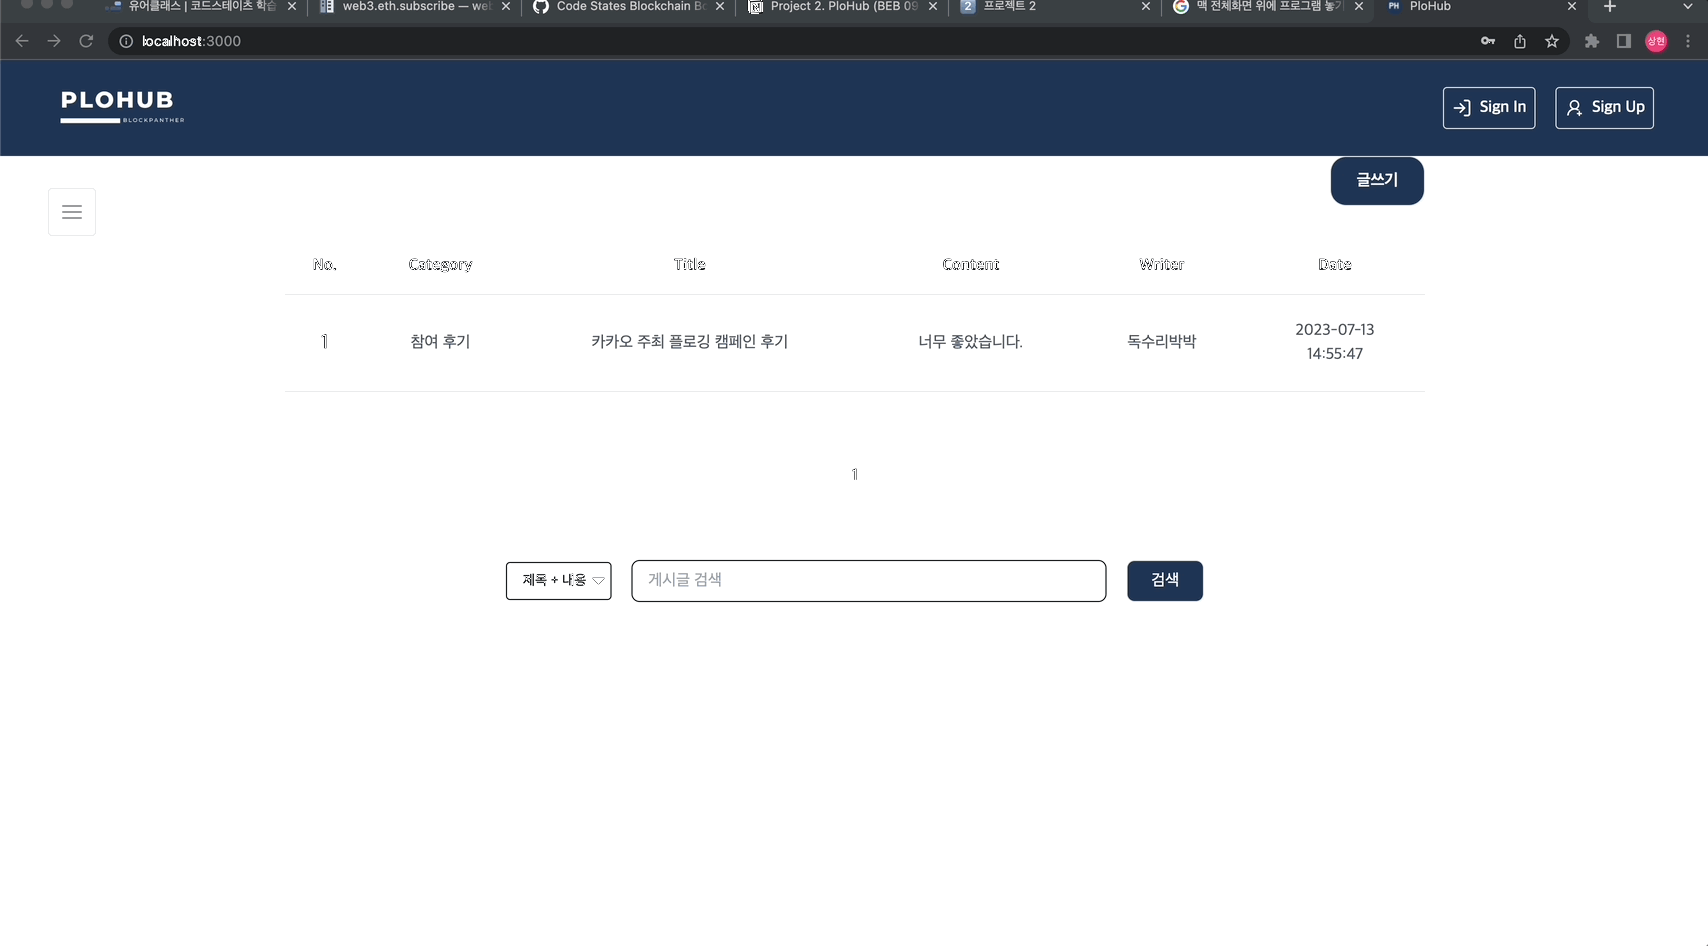 유어클래스 | 코드스테이츠 학습
web3.eth.subscribe — web
Code States Blockchain Bo
Project 2. PloHub (BEB 09
프로젝트 2
맥 전체화면 위에 프로그램 놓기
PloHub
localhost:3000
상현
PLOHUB
BLOCKPANTHER
Sign In
Sign Up
글쓰기
No. Category Title Content Writer Date
1 참여 후기 카카오 주최 플로깅 캠페인 후기 너무 좋았습니다. 독수리박박 2023-07-13
14:55:47
1
제목 + 내용 게시글 검색 검색